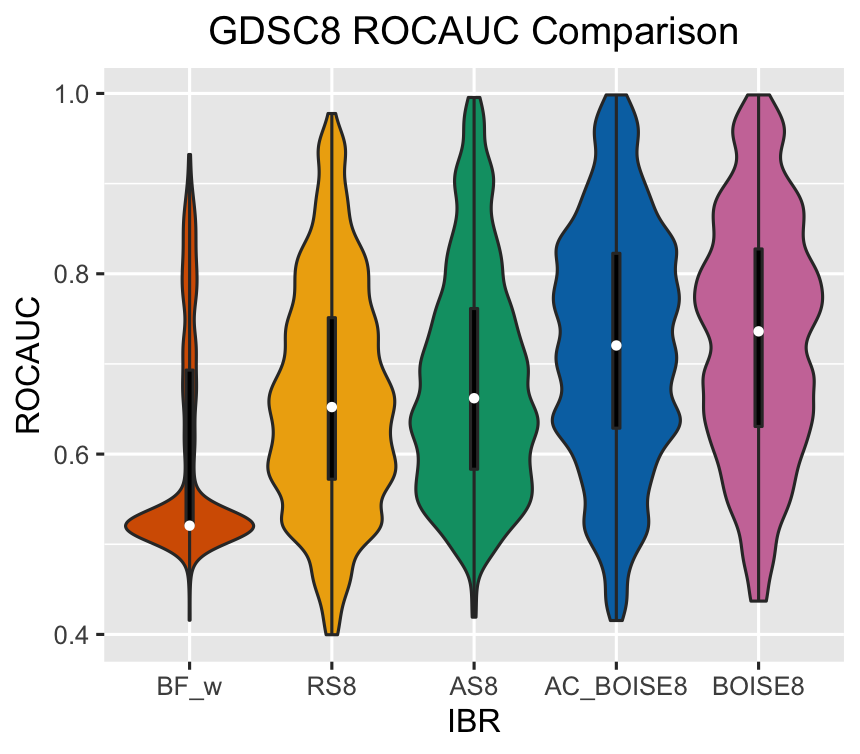 GDSC8 ROCAUC Comparison
ROCAUC
1.0
0.8
0.6
0.4
BF_w RS8 AS8 AC_BOISE8 BOISE8
IBR